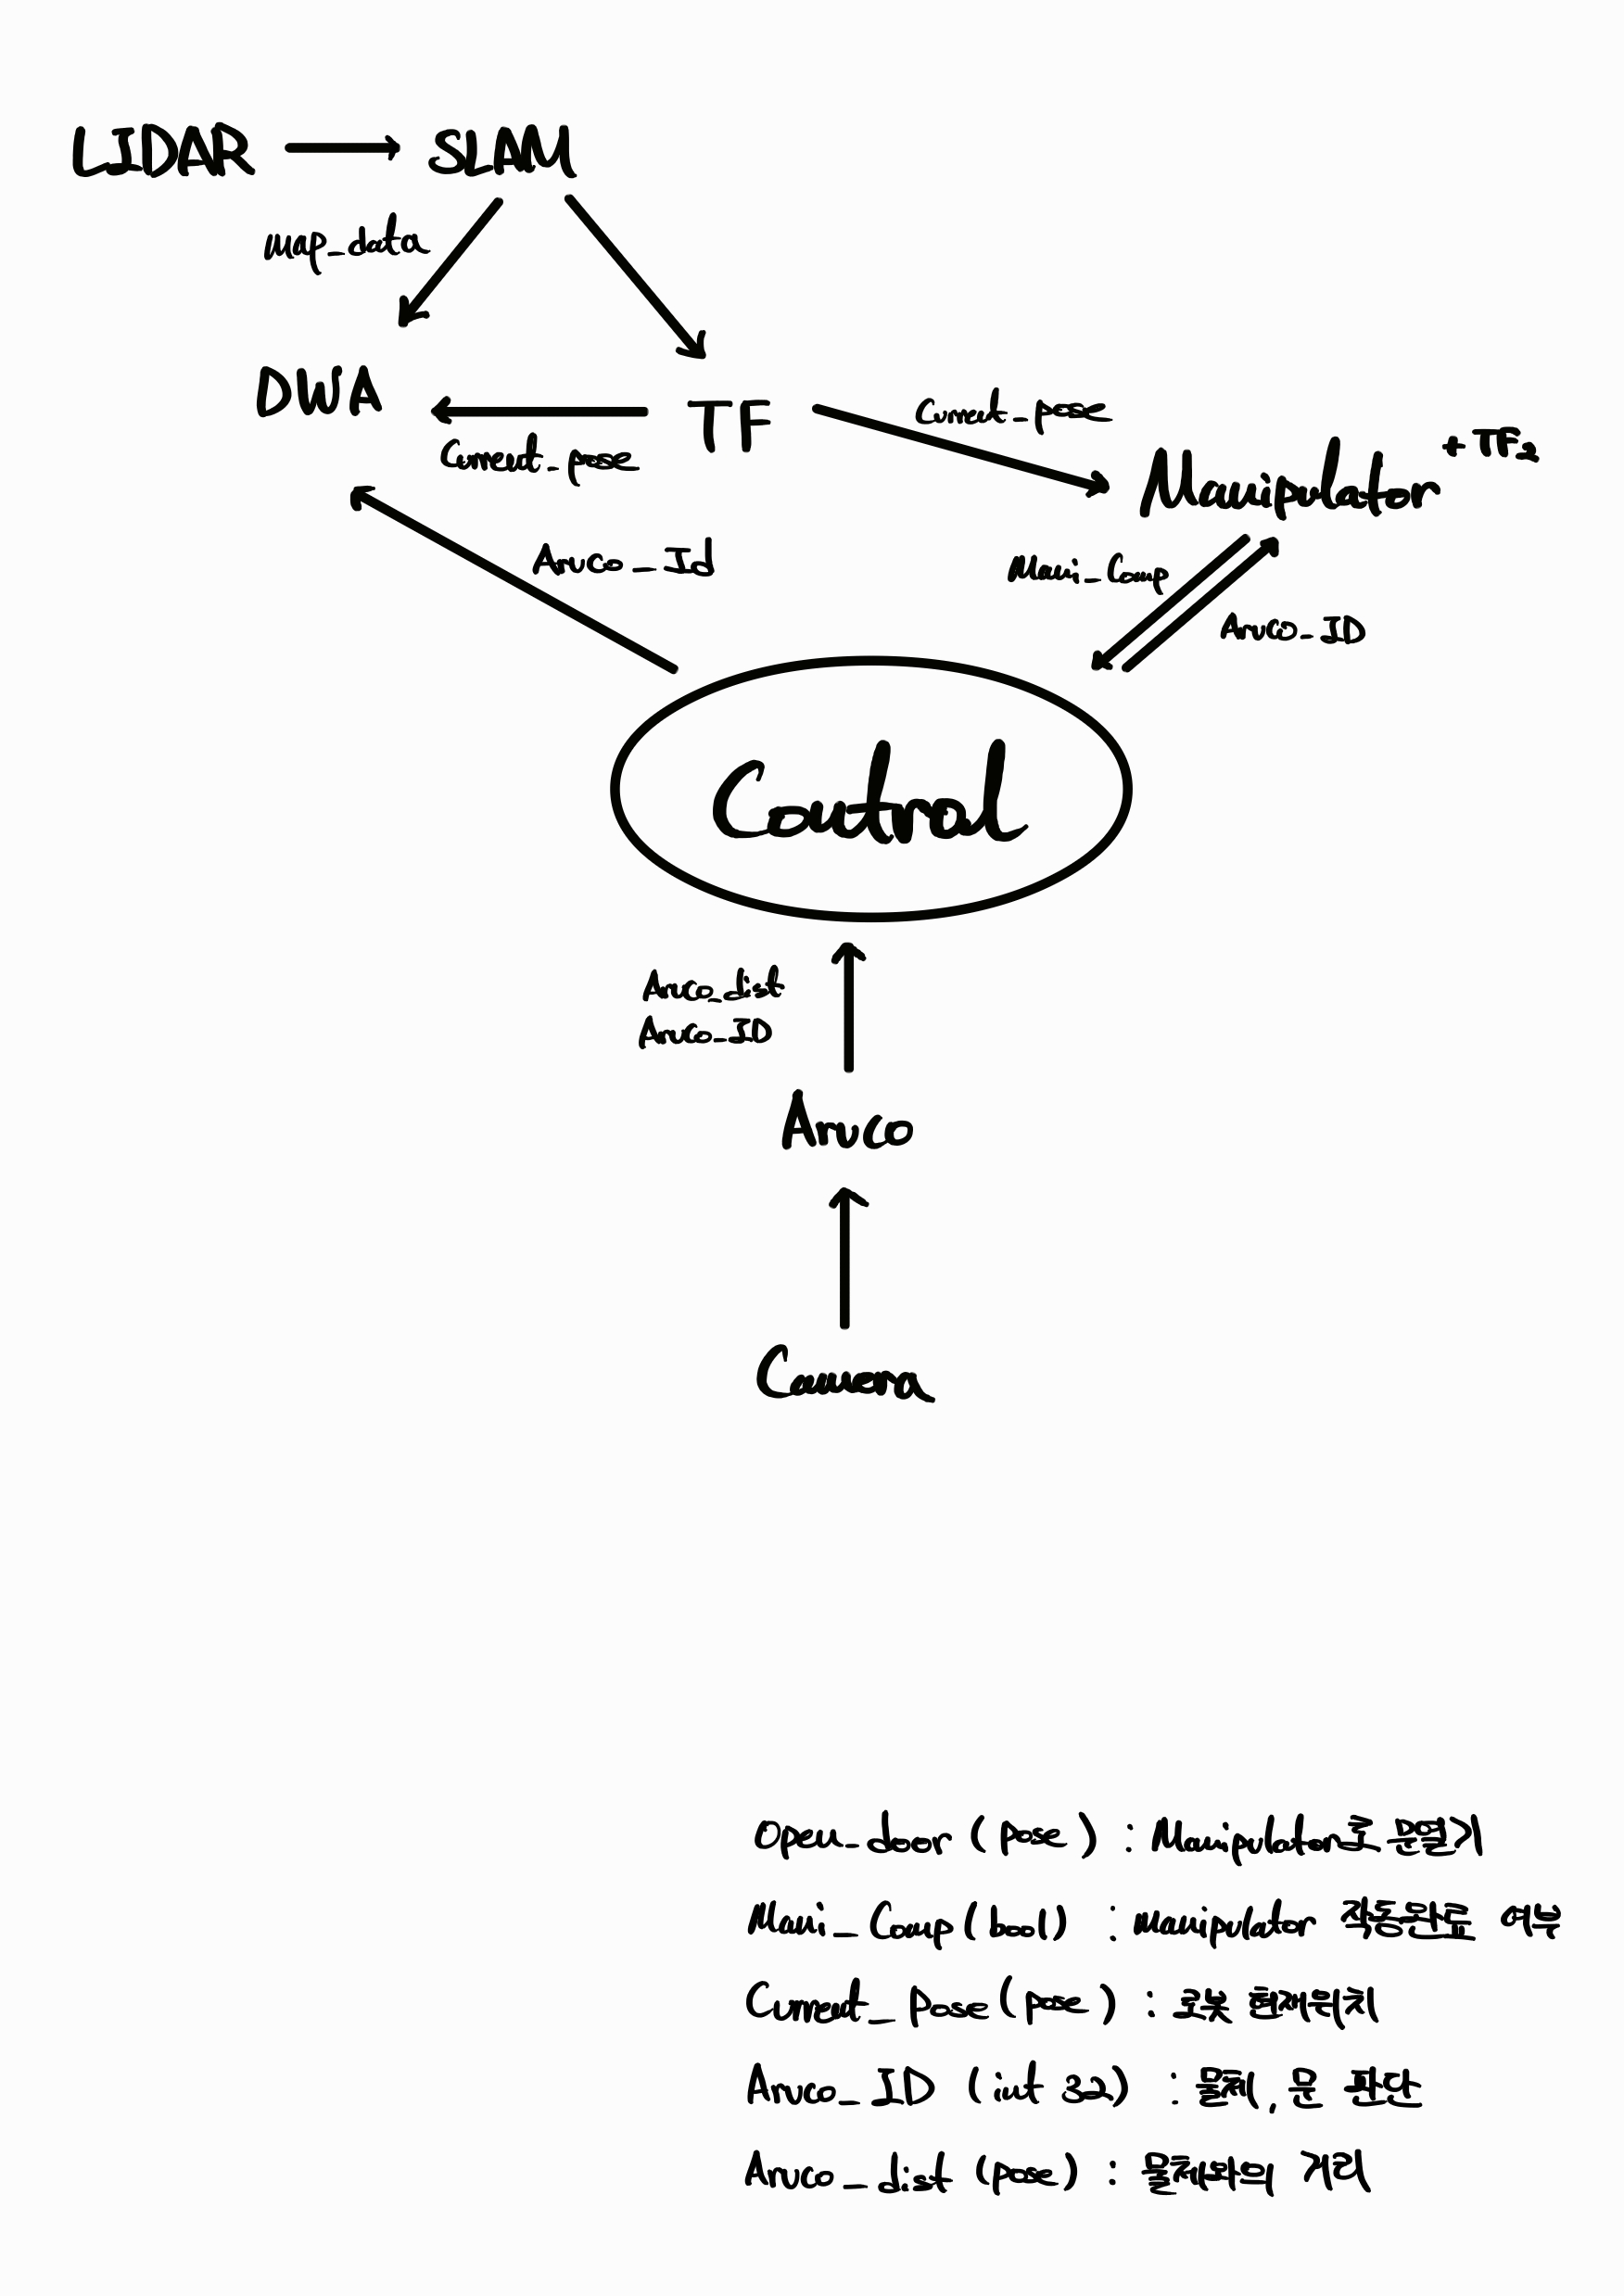 LIDAR
SLAM
map_data
DWA
TF
Current_pose
Current_pose
Manipulator
+ TF2
Aruco_Id
Mani_Comp
Aruco_ID
Control
Aruco_dist
Aruco_ID
Aruco
Camera
Open_door (pose) : Manipulator로 문열기
Mani_Comp (bool) : manipulator 작동완료 여부
Current_Pose (pose) : 로봇 현재위치
Aruco_ID (int 32) : 물체, 문 판단
Aruco_dist (pose) : 물체와의 거리